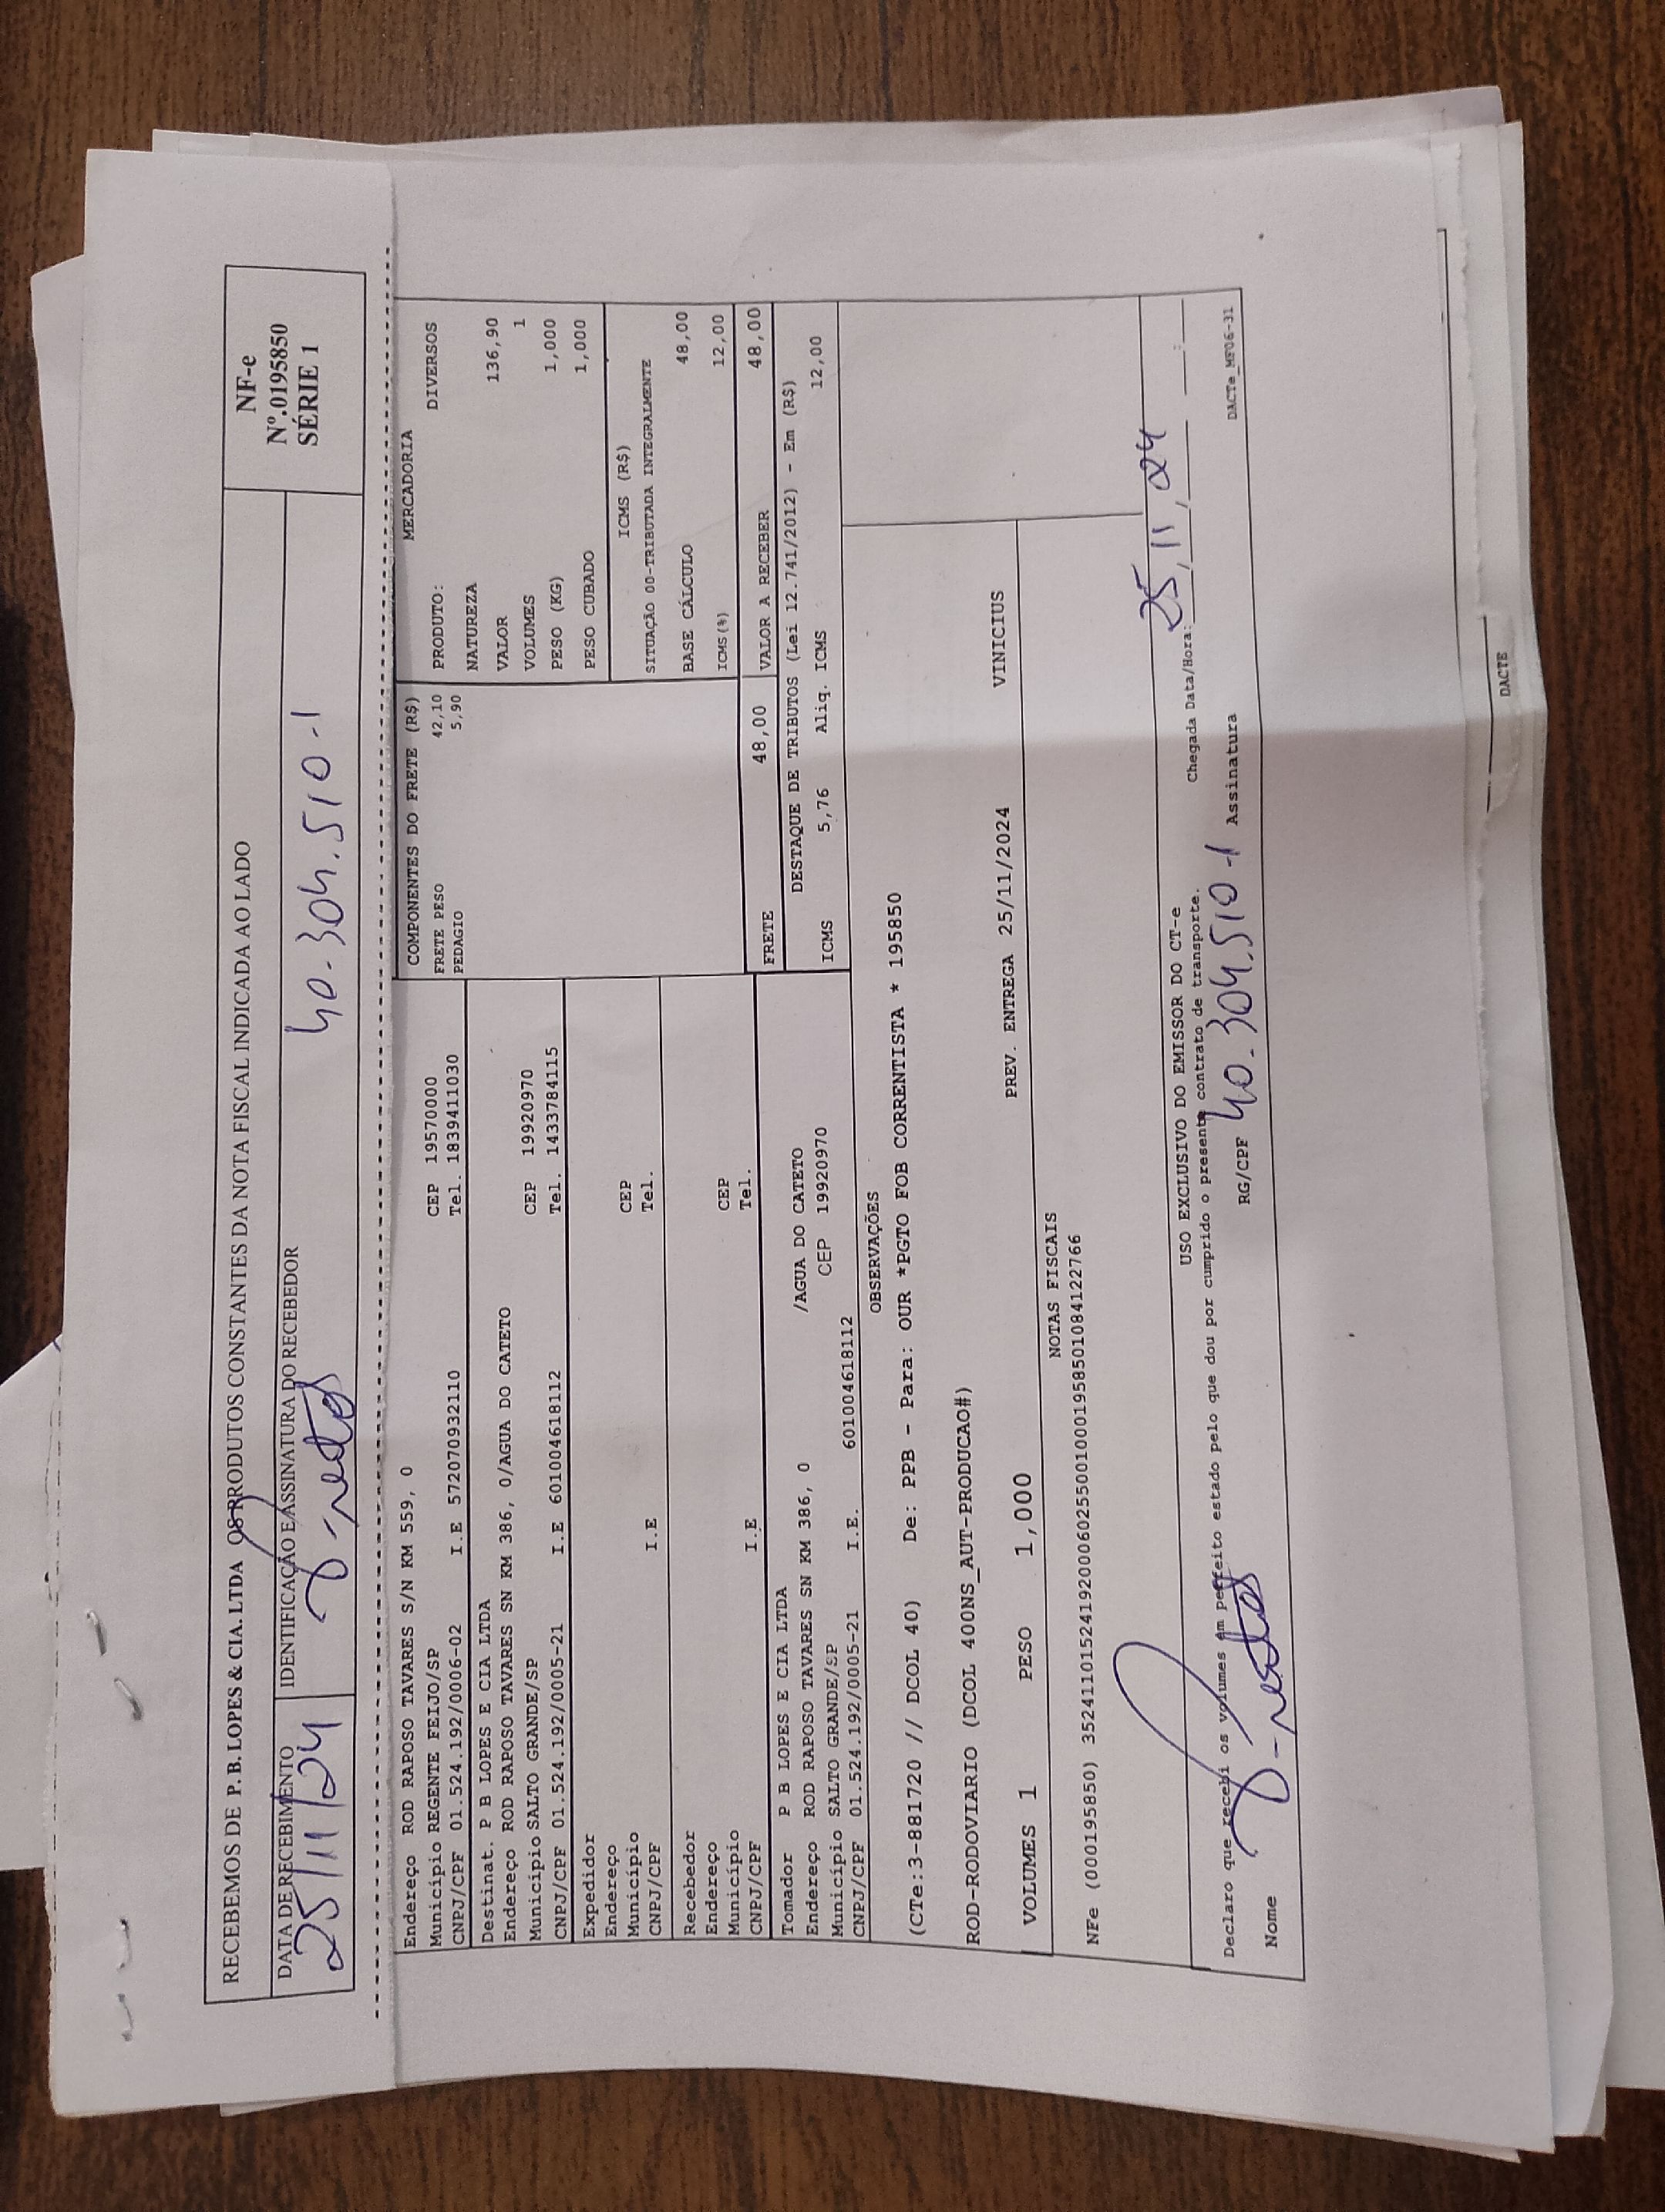 RECEBEMOS DE P. B. LOPES & CIA. LTDA OS PRODUTOS CONSTANTES DA NOTA FISCAL INDICADA AO LADO
NF-e
Nº.0195850
SÉRIE 1
DATA DE RECEBIMENTO
25/11/24
IDENTIFICAÇÃO E ASSINATURA DO RECEBEDOR
40.304.510-1
Endereço ROD RAPOSO TAVARES S/N KM 559, 0
Município REGENTE FEIJO/SP CEP 19570000
CNPJ/CPF 01.524.192/0006-02 I.E 572070932110 Tel. 1839411030
Destinat. P B LOPES E CIA LTDA
Endereço ROD RAPOSO TAVARES SN KM 386, 0/AGUA DO CATETO
Município SALTO GRANDE/SP CEP 19920970
CNPJ/CPF 01.524.192/0005-21 I.E 601004618112 Tel. 1433784115
Expedidor
Endereço
Município CEP
CNPJ/CPF I.E Tel.
Recebedor
Endereço
Município CEP
CNPJ/CPF I.E Tel.
Tomador P B LOPES E CIA LTDA
Endereço ROD RAPOSO TAVARES SN KM 386, 0 /AGUA DO CATETO
Município SALTO GRANDE/SP CEP 19920970
CNPJ/CPF 01.524.192/0005-21 I.E. 601004618112
COMPONENTES DO FRETE (R$)
FRETE PESO 42,10
PEDAGIO 5,90
MERCADORIA
PRODUTO: DIVERSOS
NATUREZA
VALOR 136,90
VOLUMES 1
PESO (KG) 1,000
PESO CUBADO 1,000
ICMS (R$)
SITUAÇÃO 00-TRIBUTADA INTEGRALMENTE
BASE CÁLCULO 48,00
ICMS(%) 12,00
FRETE 48,00 VALOR A RECEBER 48,00
DESTAQUE DE TRIBUTOS (Lei 12.741/2012) - Em (R$)
ICMS 5,76 Aliq. ICMS 12,00
OBSERVAÇÕES
(CTe:3-881720 // DCOL 40) De: PPB - Para: OUR *PGTO FOB CORRENTISTA * 195850
ROD-RODOVIARIO (DCOL 400NS_AUT-PRODUCAO#)
VOLUMES 1 PESO 1,000 PREV. ENTREGA 25/11/2024 VINICIUS
NOTAS FISCAIS
NFe (000195850) 35241101524192000602550010001958501084122766
USO EXCLUSIVO DO EMISSOR DO CT-e
Declaro que recebi os volumes em perfeito estado pelo que dou por cumprido o presente contrato de transporte.
Chegada Data/Hora: 25/11/24 :
Nome RG/CPF 40.304.510-1 Assinatura
DACTe_MF06-31
DACTE